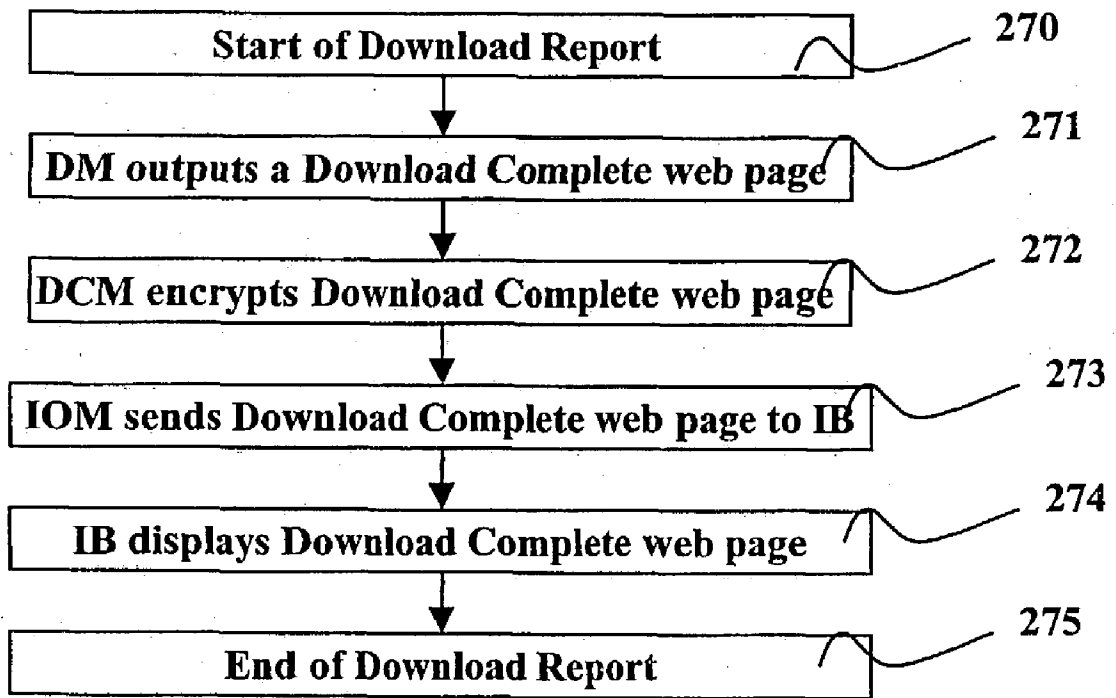 Start of Download Report
270
DM outputs a Download Complete web page
271
DCM encrypts Download Complete web page
272
IOM sends Download Complete web page to IB
273
IB displays Download Complete web page
274
End of Download Report
275